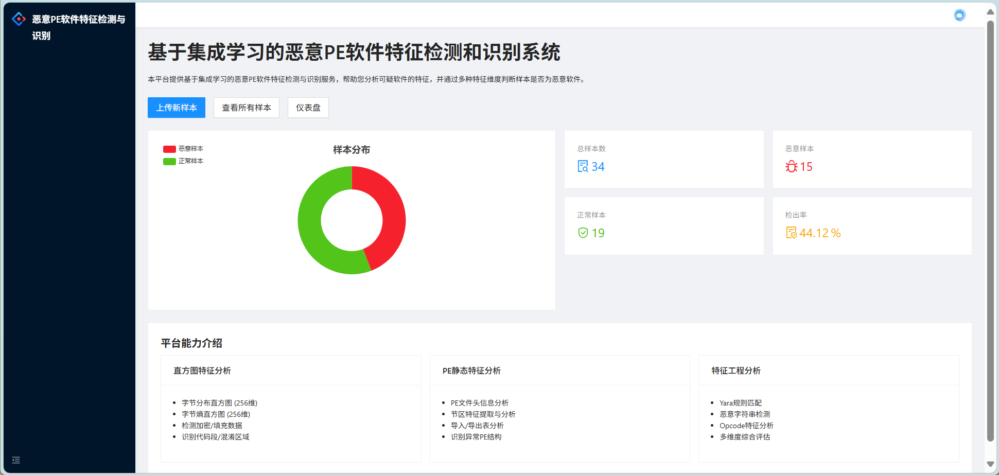 恶意PE软件特征检测与
识别
基于集成学习的恶意PE软件特征检测和识别系统
本平台提供基于集成学习的恶意PE软件特征检测与识别服务，帮助您分析可疑软件的特征，并通过多种特征维度判断样本是否为恶意软件。
上传新样本 查看所有样本 仪表盘
恶意样本
正常样本
样本分布
总样本数
34
恶意样本
15
正常样本
19
检出率
44.12 %
平台能力介绍
直方图特征分析
字节分布直方图 (256维)
字节熵直方图 (256维)
检测加密/填充数据
识别代码段/混淆区域
PE静态特征分析
PE文件头信息分析
节区特征提取与分析
导入/导出表分析
识别异常PE结构
特征工程分析
Yara规则匹配
恶意字符串检测
Opcode特征分析
多维度综合评估